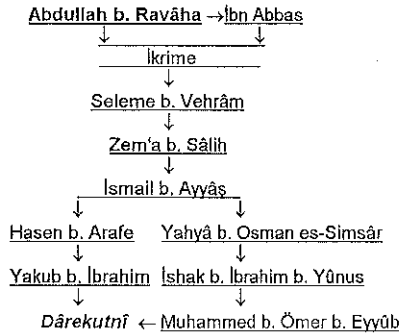 Abdullah b. Ravâha → İbn Abbas
İkrime
Seleme b. Vehrâm
Zem'a b. Sâlih
İsmail b. Ayyâş
Hasen b. Arafe Yahyâ b. Osman es-Simsâr
Yakub b. İbrahim İshak b. İbrahim b. Yûnus
Dârekutnî ← Muhammed b. Ömer b. Eyyûb